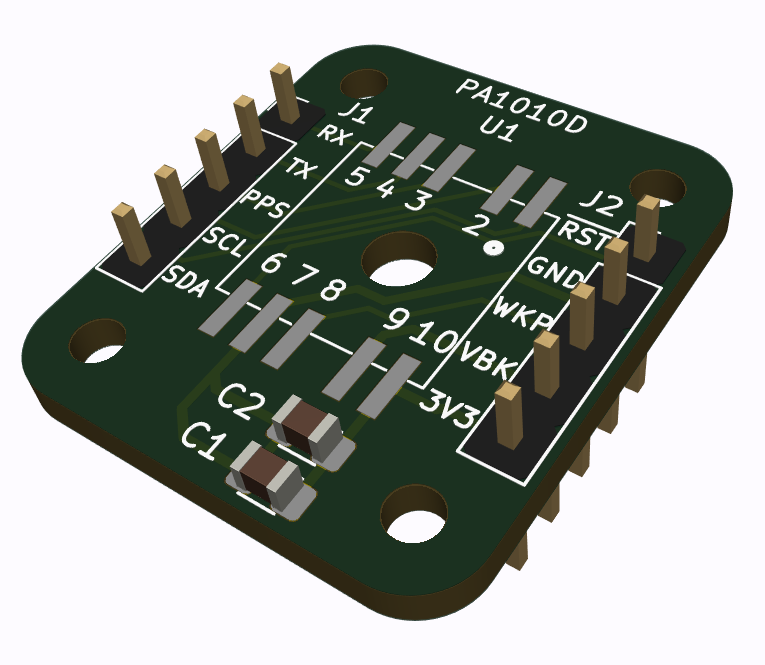 PA1010D
U1
J1
RX
TX
PPS
SCL
SDA
5 4 3 2
6 7 8 9 10
J2
RST
GND
WKP
VBK
3V3
C2
C1